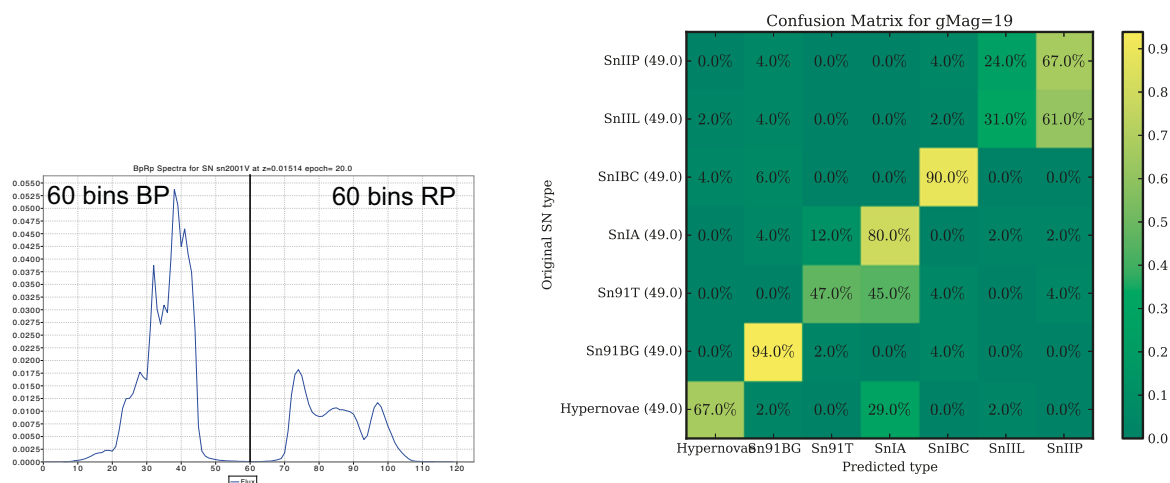 BpRp Spectra for SN sn2001V at z=0.01514 epoch= 20.0
60 bins BP
60 bins RP
0.0550
0.0525
0.0500
0.0475
0.0450
0.0425
0.0400
0.0375
0.0350
0.0325
0.0300
0.0275
0.0250
0.0225
0.0200
0.0175
0.0150
0.0125
0.0100
0.0075
0.0050
0.0025
0.0000
0 10 20 30 40 50 60 70 80 90 100 110 120
Flux
Confusion Matrix for gMag=19
Original SN type
SnIIP (49.0) 0.0% 4.0% 0.0% 0.0% 4.0% 24.0% 67.0%
SnIIL (49.0) 2.0% 4.0% 0.0% 0.0% 2.0% 31.0% 61.0%
SnIBC (49.0) 4.0% 6.0% 0.0% 0.0% 90.0% 0.0% 0.0%
SnIA (49.0) 0.0% 4.0% 12.0% 80.0% 0.0% 2.0% 2.0%
Sn91T (49.0) 0.0% 0.0% 47.0% 45.0% 4.0% 0.0% 4.0%
Sn91BG (49.0) 0.0% 94.0% 2.0% 0.0% 4.0% 0.0% 0.0%
Hypernovae (49.0) 67.0% 2.0% 0.0% 29.0% 0.0% 2.0% 0.0%
Hypernovae Sn91BG Sn91T SnIA SnIBC SnIIL SnIIP
Predicted type
0.9
0.8
0.7
0.6
0.5
0.4
0.3
0.2
0.1
0.0